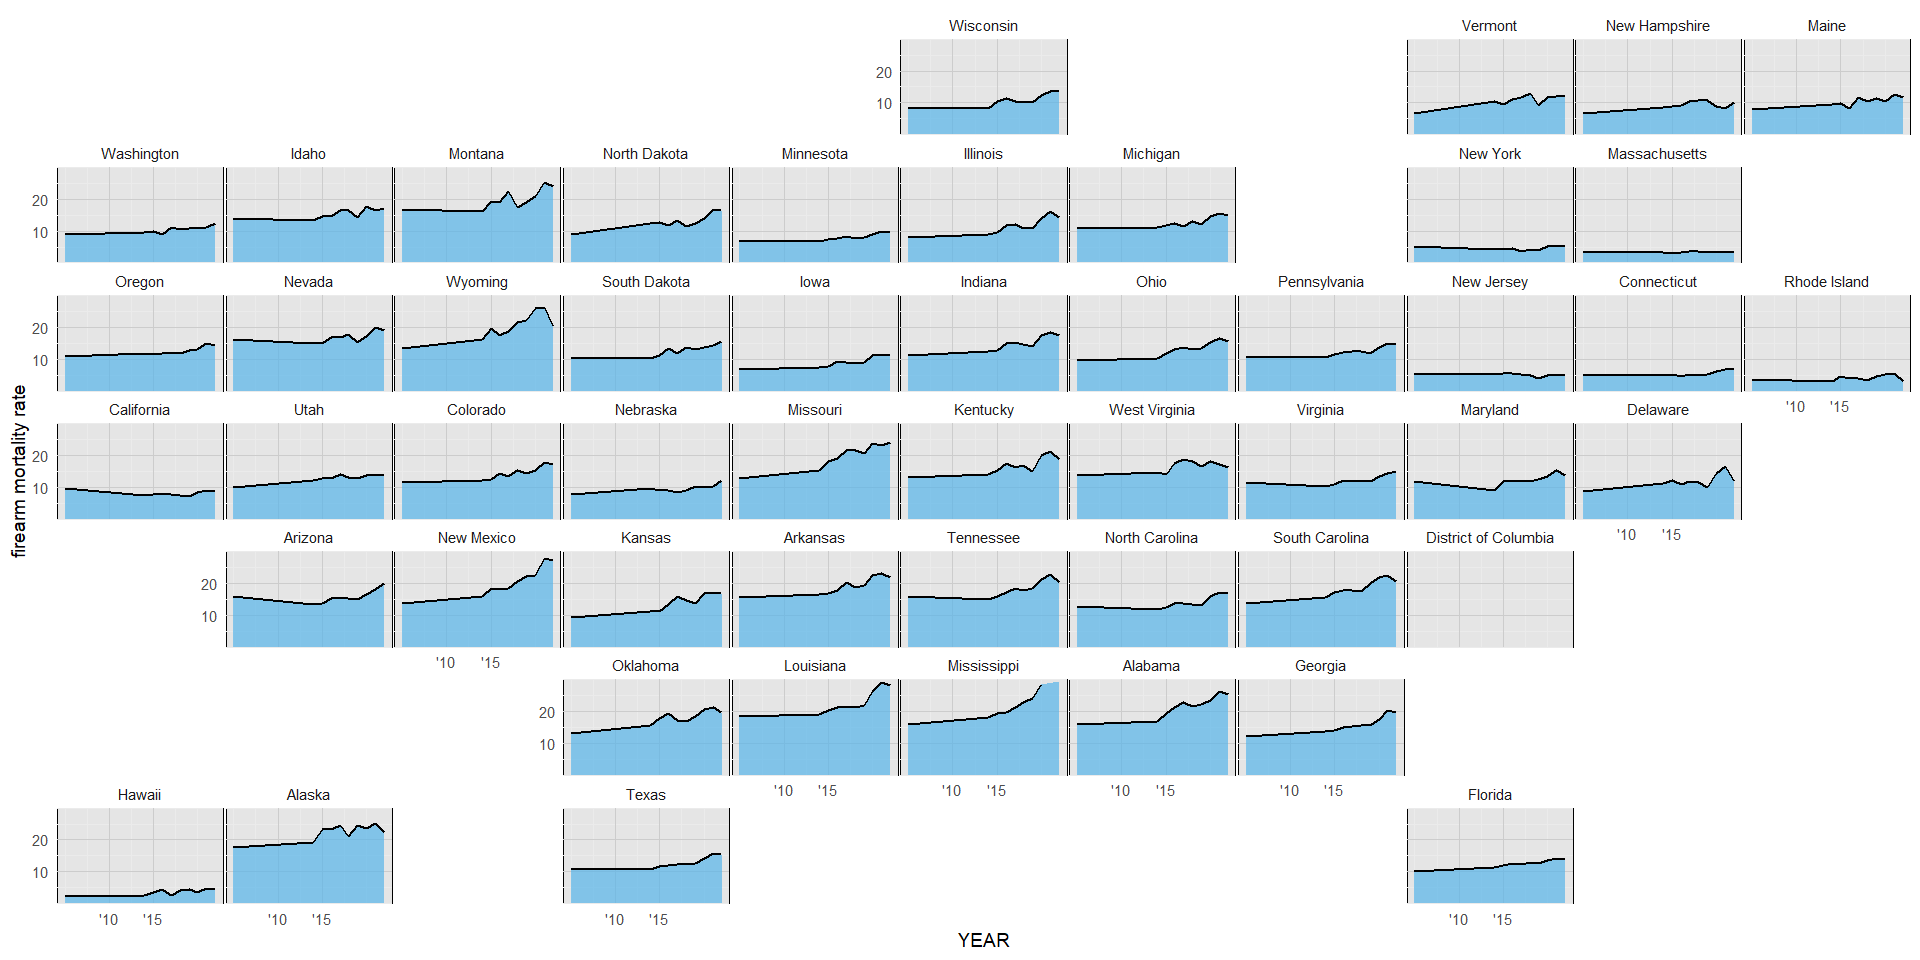 Wisconsin Vermont New Hampshire Maine
20
10
Washington Idaho Montana North Dakota Minnesota Illinois Michigan New York Massachusetts
20
10
Oregon Nevada Wyoming South Dakota Iowa Indiana Ohio Pennsylvania New Jersey Connecticut Rhode Island
20
10
'10 '15
California Utah Colorado Nebraska Missouri Kentucky West Virginia Virginia Maryland Delaware
20
10
'10 '15
Arizona New Mexico Kansas Arkansas Tennessee North Carolina South Carolina District of Columbia
20
10
'10 '15
Oklahoma Louisiana Mississippi Alabama Georgia
20
10
'10 '15 '10 '15 '10 '15 '10 '15
Hawaii Alaska Texas Florida
20
10
'10 '15 '10 '15 '10 '15 '10 '15
YEAR
firearm mortality rate